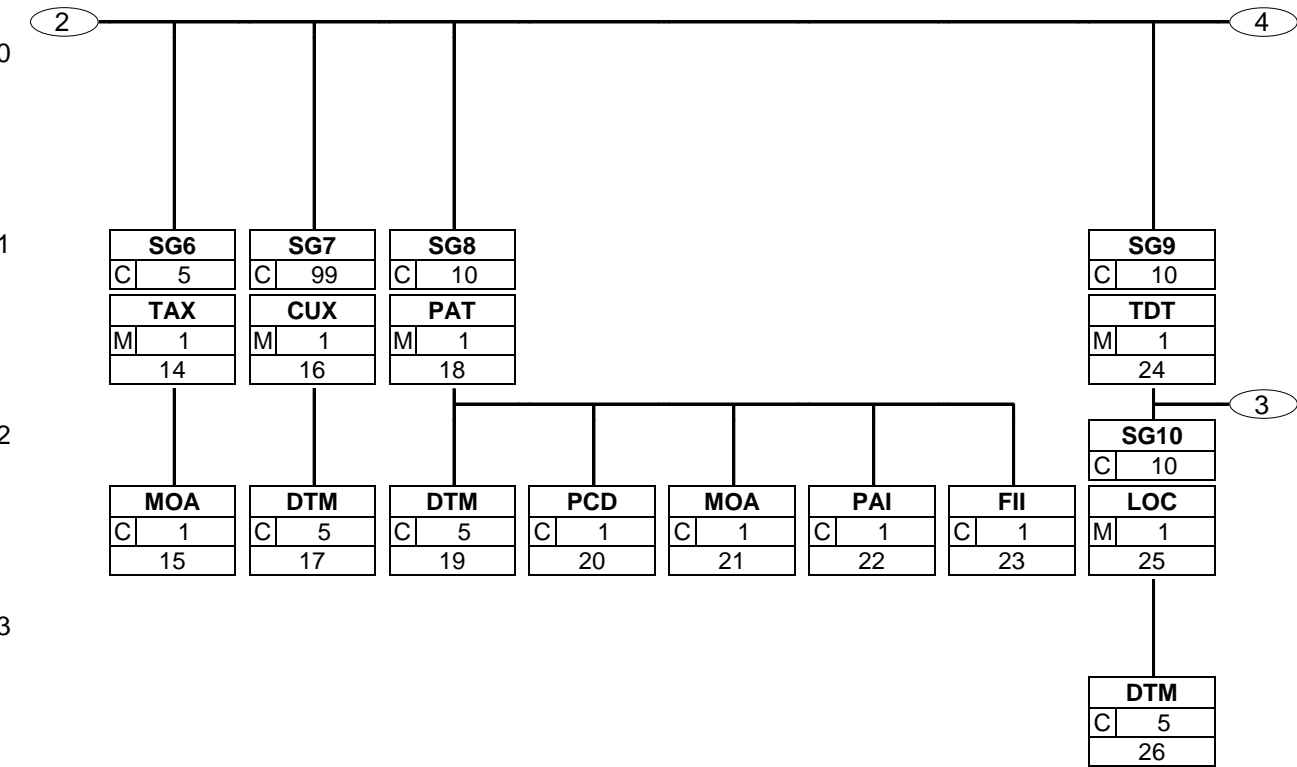 2 4
0
1
SG6 SG7 SG8 SG9
C 5 C 99 C 10 C 10
TAX CUX PAT TDT
M 1 M 1 M 1 M 1
14 16 18 24
3
2
SG10
C 10
MOA DTM DTM PCD MOA PAI FII LOC
C 1 C 5 C 5 C 1 C 1 C 1 C 1 M 1
15 17 19 20 21 22 23 25
3
DTM
C 5
26